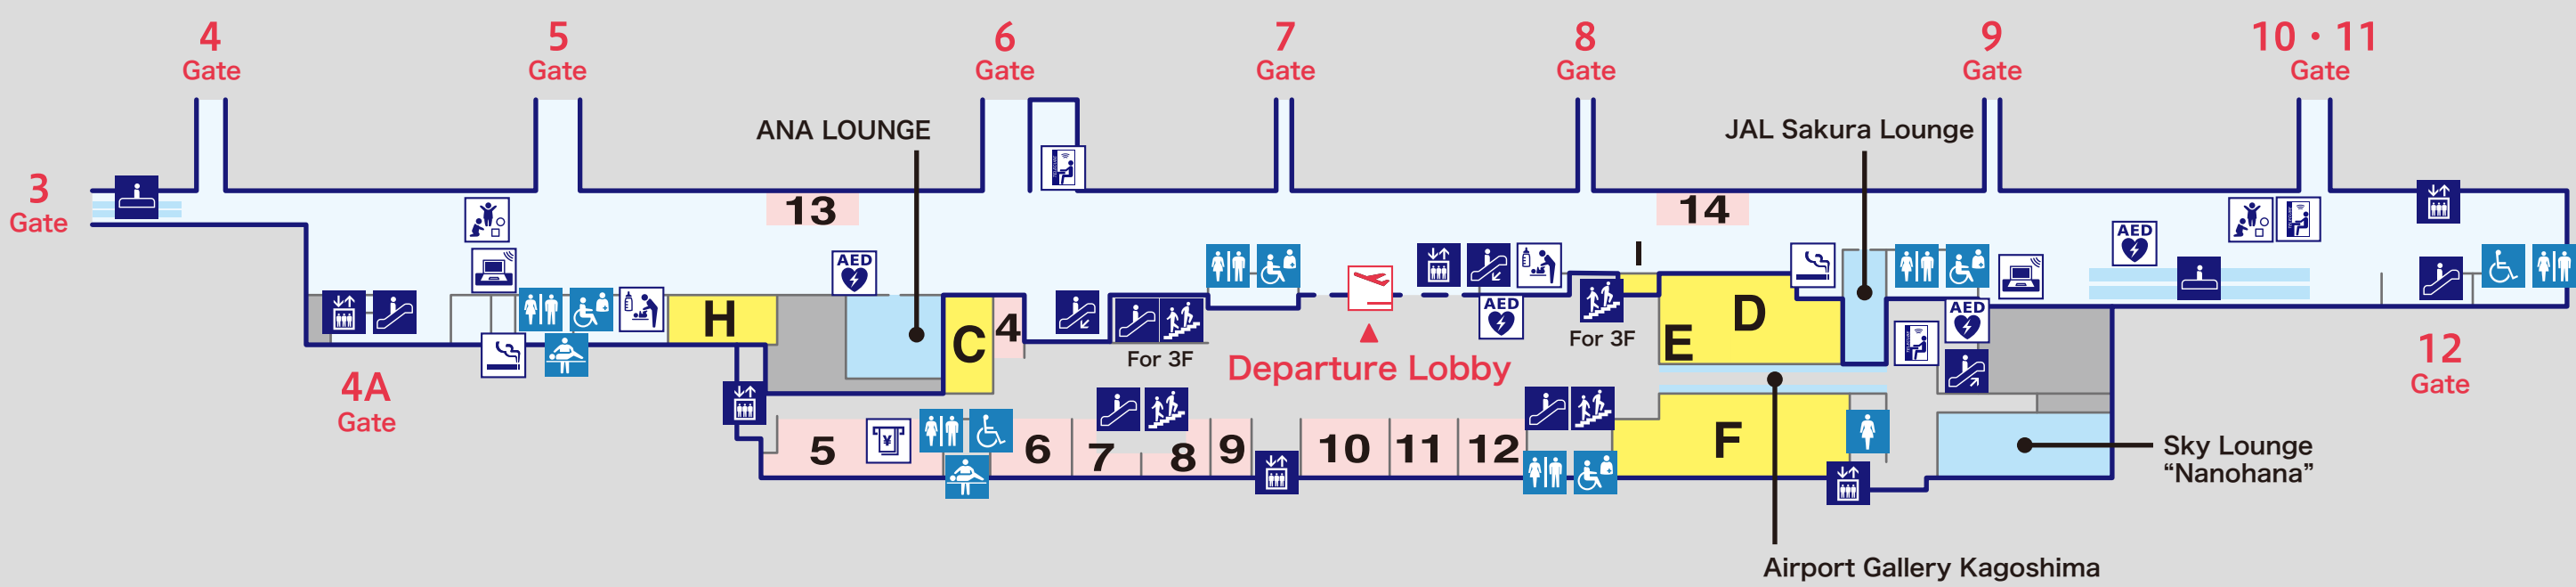 4
Gate
5
Gate
6
Gate
7
Gate
8
Gate
9
Gate
10・11
Gate
ANA LOUNGE
JAL Sakura Lounge
3
Gate
13
14
AED
AED
I
AED
AED
H
C
4
For 3F
Departure Lobby
For 3F
E
D
4A
Gate
12
Gate
5
¥
6
7
8
9
10
11
12
F
Sky Lounge
“Nanohana”
Airport Gallery Kagoshima